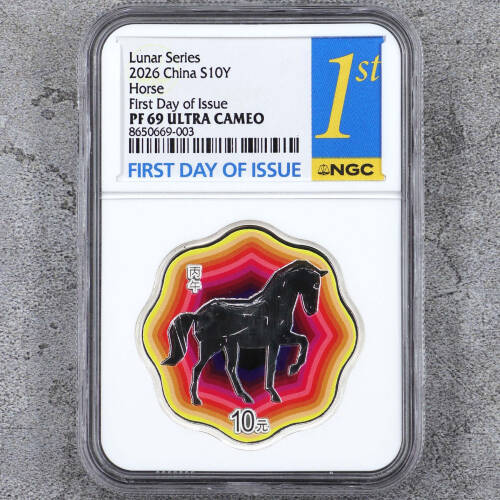 Lunar Series
2026 China S10Y
Horse
First Day of Issue
PF 69 ULTRA CAMEO
8650669-003
FIRST DAY OF ISSUE
1st
NGC
丙午
10元